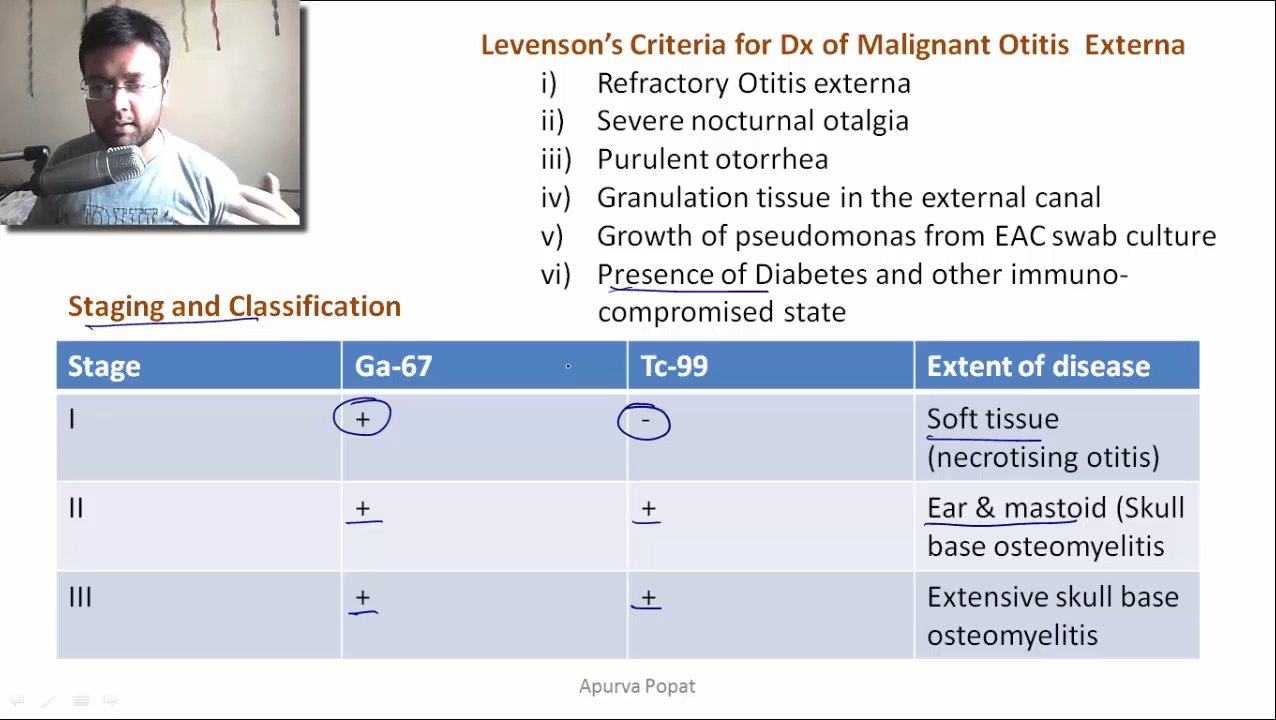 Levenson's Criteria for Dx of Malignant Otitis Externa
i) Refractory Otitis externa
ii) Severe nocturnal otalgia
iii) Purulent otorrhea
iv) Granulation tissue in the external canal
v) Growth of pseudomonas from EAC swab culture
vi) Presence of Diabetes and other immuno-
compromised state
Staging and Classification
Stage Ga-67 Tc-99 Extent of disease
I + - Soft tissue
(necrotising otitis)
II + + Ear & mastoid (Skull
base osteomyelitis
III + + Extensive skull base
osteomyelitis
Apurva Popat